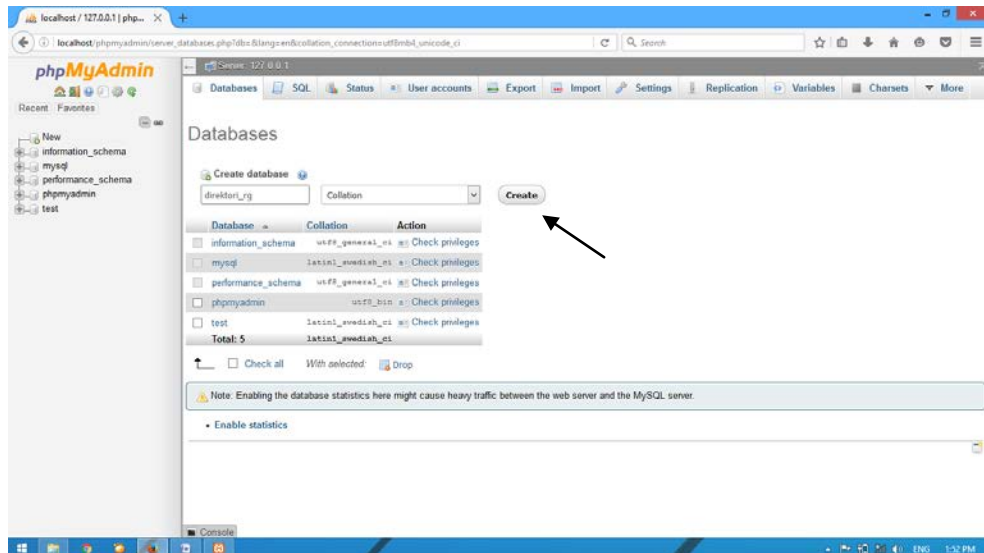 localhost / 127.0.0.1 | php...
localhost/phpmyadmin/server_databases.php?db=&lang=en&collation_connection=utf8mb4_unicode_ci
Search
phpMyAdmin
Recent Favorites
New
information_schema
mysql
performance_schema
phpmyadmin
test
Server: 127.0.0.1
Databases SQL Status User accounts Export Import Settings Replication Variables Charsets More
Databases
Create database
direktori_rg Collation Create
Database Collation Action
information_schema utf8_general_ci Check privileges
mysql latin1_swedish_ci Check privileges
performance_schema utf8_general_ci Check privileges
phpmyadmin utf8_bin Check privileges
test latin1_swedish_ci Check privileges
Total: 5 latin1_swedish_ci
Check all With selected: Drop
Note: Enabling the database statistics here might cause heavy traffic between the web server and the MySQL server.
Enable statistics
Console
ENG 1:52 PM